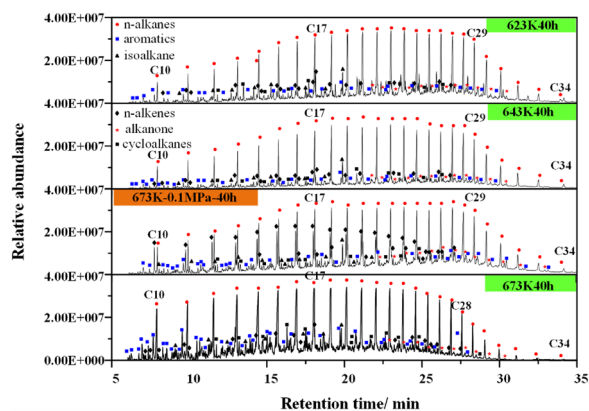 4.00E+007
n-alkanes
aromatics
isoalkane
C10
C17
C29
623K40h
C34
4.00E+007
n-alkenes
alkanone
cycloalkanes
2.00E+007
C10
C17
C29
643K40h
C34
4.00E+007
673K-0.1MPa-40h
2.00E+007
C10
C17
C29
C34
4.00E+007
2.00E+007
C10
C17
C28
673K40h
C34
0.00E+000
5 10 15 20 25 30 35
Relative abundance
Retention time/ min
2.00E+007